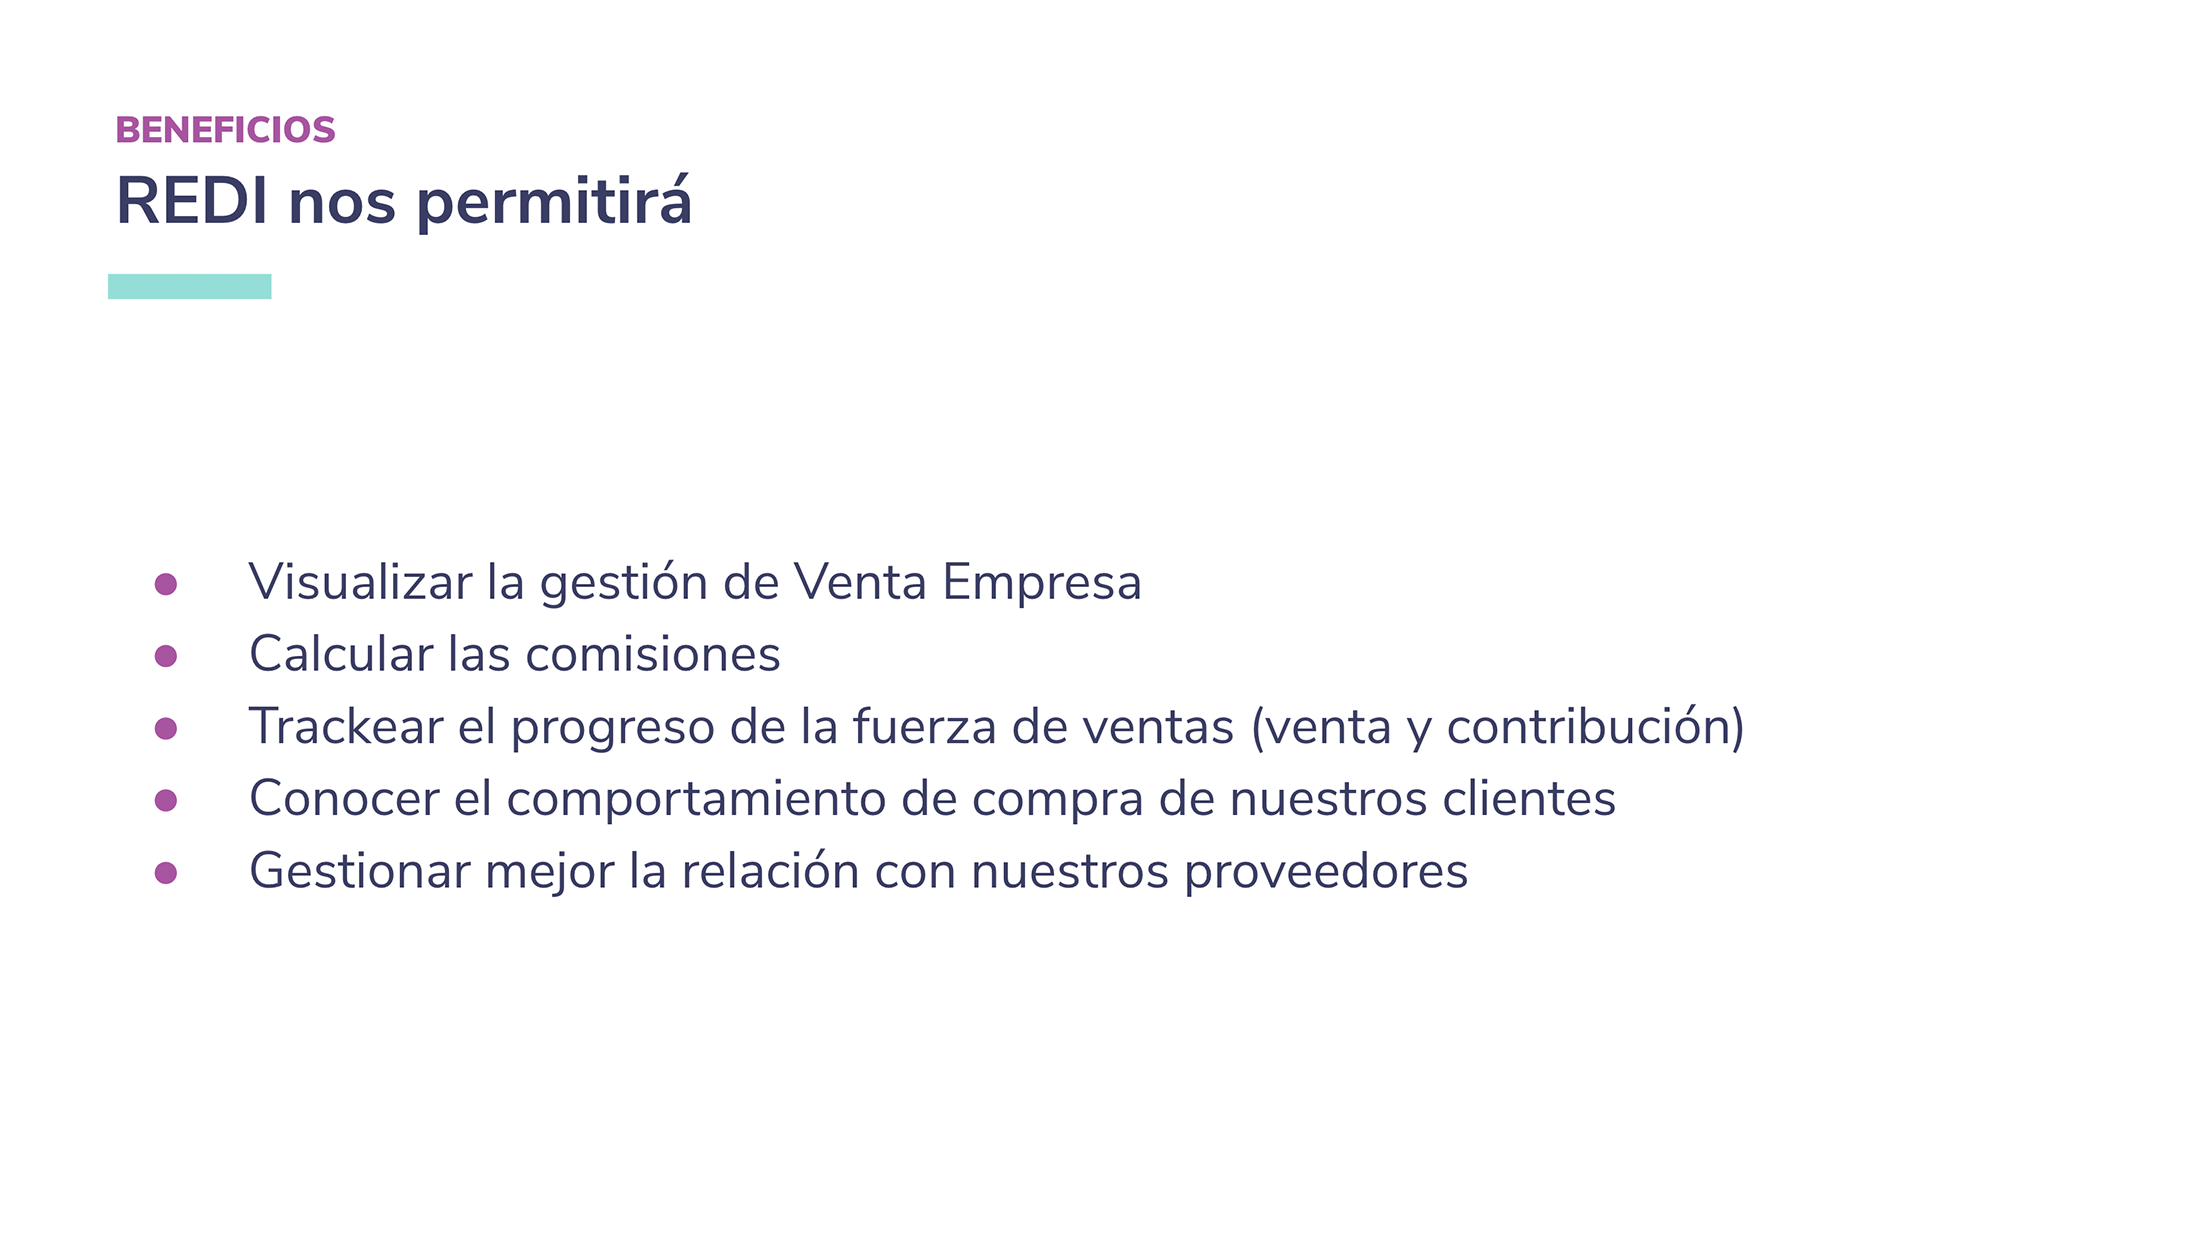 BENEFICIOS
REDI nos permitirá
● Visualizar la gestión de Venta Empresa
● Calcular las comisiones
● Trackear el progreso de la fuerza de ventas (venta y contribución)
● Conocer el comportamiento de compra de nuestros clientes
● Gestionar mejor la relación con nuestros proveedores